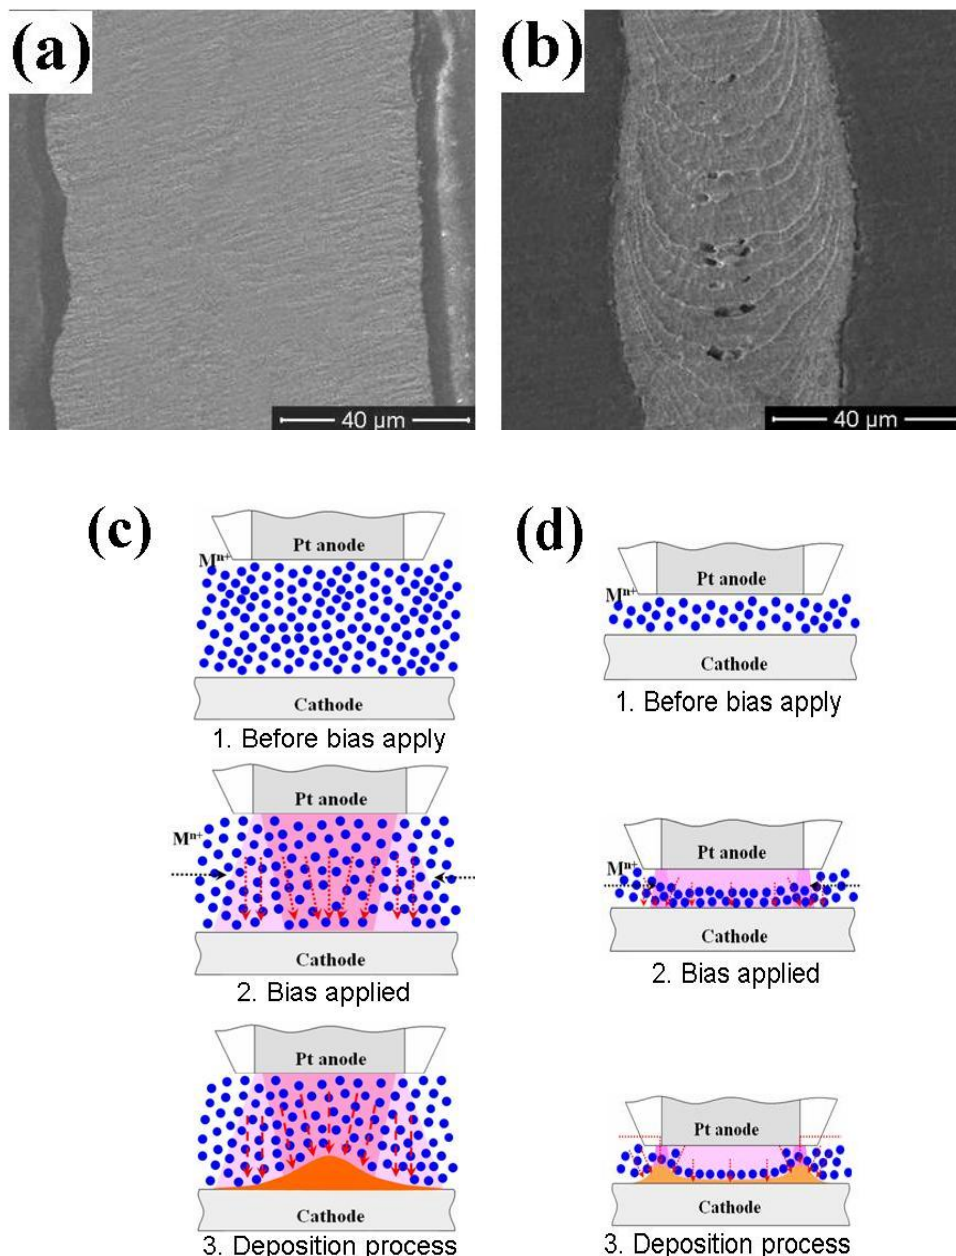 (a)
(b)
40 µm
40 µm
(c)
(d)
Pt anode
Mⁿ⁺
Cathode
1. Before bias apply
Pt anode
Mⁿ⁺
Cathode
1. Before bias apply
Pt anode
Mⁿ⁺
Cathode
2. Bias applied
Pt anode
Mⁿ⁺
Cathode
2. Bias applied
Pt anode
Cathode
3. Deposition process
Pt anode
Cathode
3. Deposition process